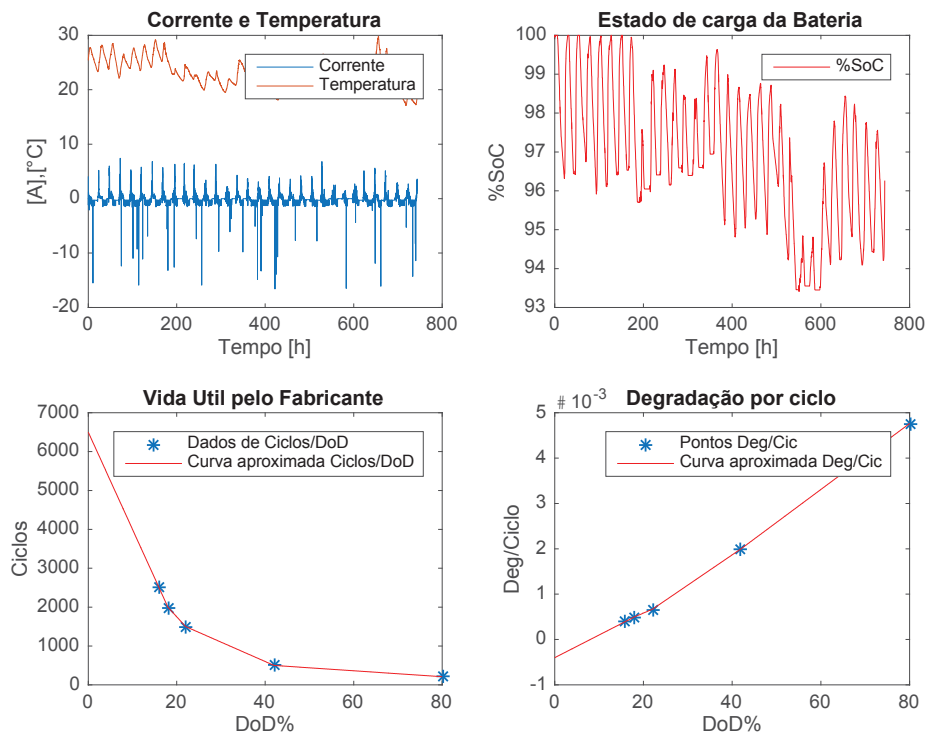 Corrente e Temperatura
30
20
10
0
-10
-20
[A],[°C]
Corrente
Temperatura
0
200
400
600
800
Tempo [h]
Estado de carga da Bateria
100
99
98
97
96
95
94
93
%SoC
%SoC
0
200
400
600
800
Tempo [h]
Vida Util pelo Fabricante
7000
6000
5000
4000
3000
2000
1000
0
Ciclos
Dados de Ciclos/DoD
Curva aproximada Ciclos/DoD
0
20
40
60
80
DoD%
# 10^-3
Degradação por ciclo
5
4
3
2
1
0
-1
Deg/Ciclo
Pontos Deg/Cic
Curva aproximada Deg/Cic
0
20
40
60
80
DoD%